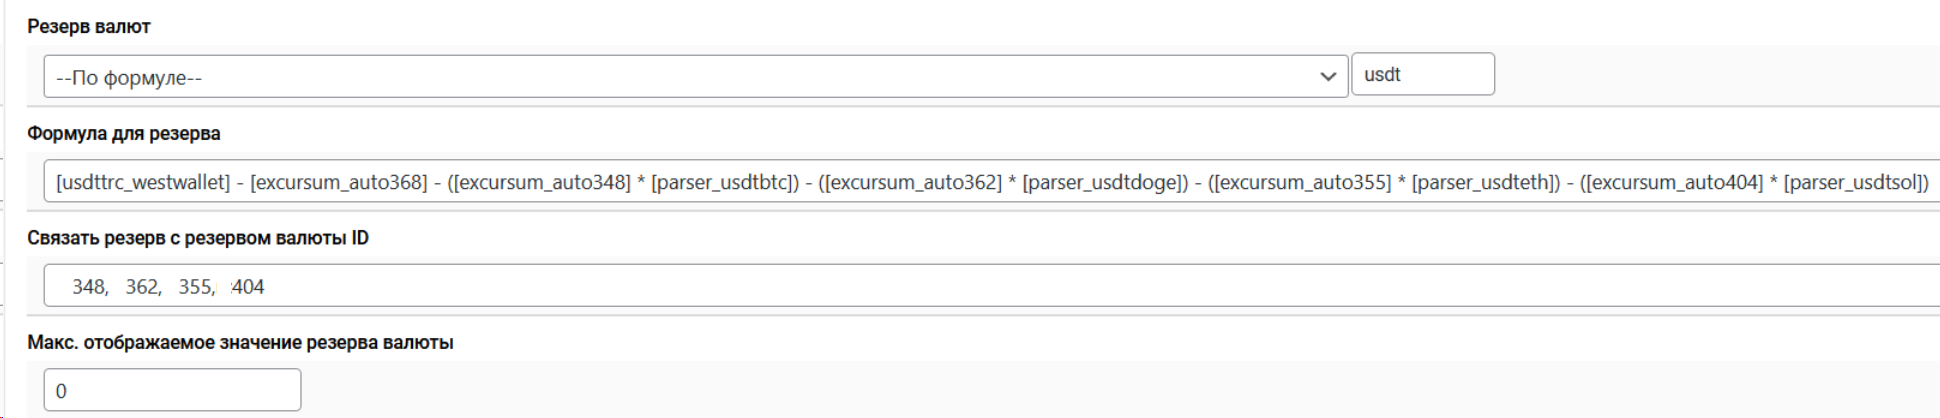 Резерв валют
--По формуле-- usdt
Формула для резерва
[usdttrc_westwallet] - [excursum_auto368] - ([excursum_auto348] * [parser_usdtbtc]) - ([excursum_auto362] * [parser_usdtdoge]) - ([excursum_auto355] * [parser_usdteth]) - ([excursum_auto404] * [parser_usdtsol])
Связать резерв с резервом валюты ID
348, 362, 355, 404
Макс. отображаемое значение резерва валюты
0